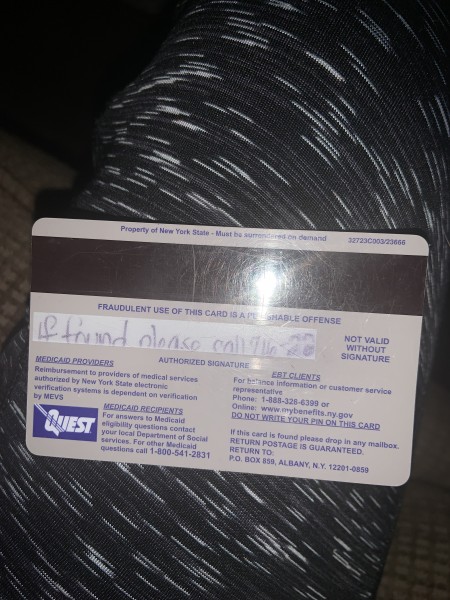 Property of New York State - Must be surrendered on demand 32723C003/23656
FRAUDULENT USE OF THIS CARD IS A PUNISHABLE OFFENSE
if found please call 716
AUTHORIZED SIGNATURE
NOT VALID
WITHOUT
SIGNATURE
MEDICAID PROVIDERS
Reimbursement to providers of medical services
authorized by New York State electronic
verification systems is dependent on verification
by MEVS
QUEST
MEDICAID RECIPIENTS
For answers to Medicaid
eligibility questions contact
your local Department of Social
Services. For other Medicaid
questions call 1-800-541-2831
EBT CLIENTS
For balance information or customer service
representative
Phone: 1-888-328-6399 or
Online: www.mybenefits.ny.gov
DO NOT WRITE YOUR PIN ON THIS CARD
If this card is found please drop in any mailbox.
RETURN POSTAGE IS GUARANTEED.
RETURN TO:
P.O. BOX 859, ALBANY, N.Y. 12201-0859